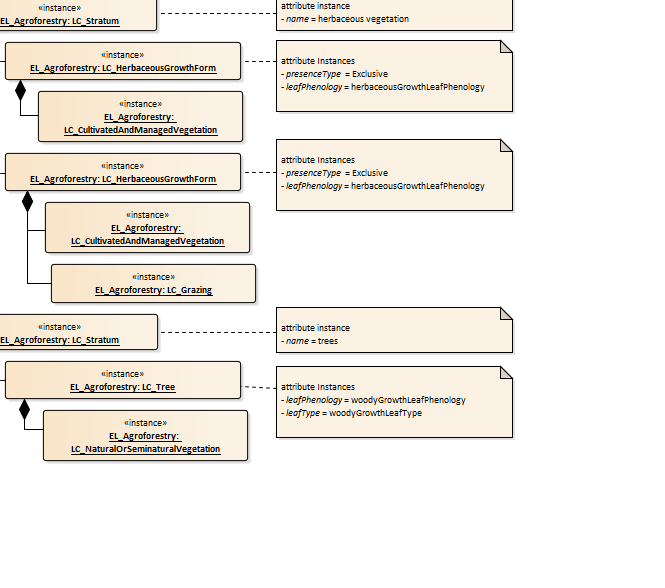 EL_Agroforestry: LC_Stratum
attribute Instances
- name = herbaceous vegetation
«instance»
EL_Agroforestry: LC_HerbaceousGrowthForm
attribute Instances
- presenceType = Exclusive
- leafPhenology = herbaceousGrowthLeafPhenology
«instance»
EL_Agroforestry:
LC_CultivatedAndManagedVegetation
«instance»
EL_Agroforestry: LC_HerbaceousGrowthForm
attribute Instances
- presenceType = Exclusive
- leafPhenology = herbaceousGrowthLeafPhenology
«instance»
EL_Agroforestry:
LC_CultivatedAndManagedVegetation
«instance»
EL_Agroforestry: LC_Grazing
«instance»
EL_Agroforestry: LC_Stratum
attribute instance
- name = trees
«instance»
EL_Agroforestry: LC_Tree
attribute Instances
- leafPhenology = woodyGrowthLeafPhenology
- leafType = woodyGrowthLeafType
«instance»
EL_Agroforestry:
LC_NaturalOrSeminaturalVegetation